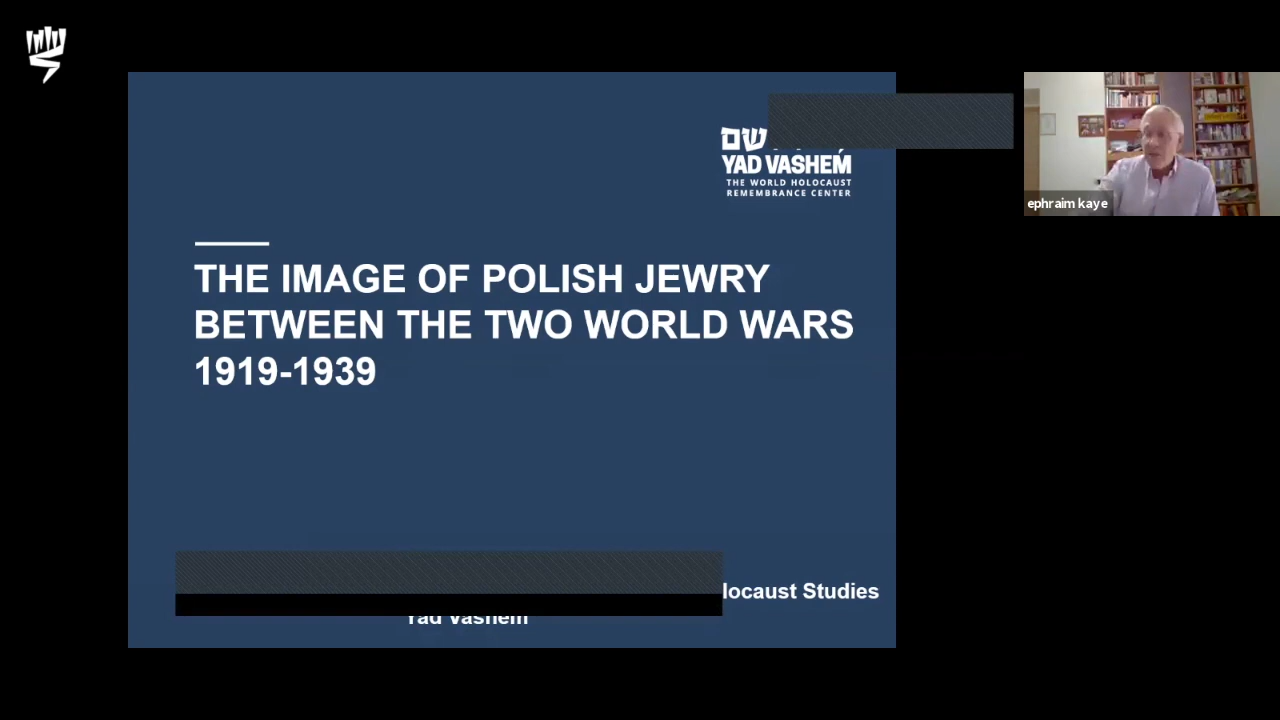 שם
YAD VASHEM
THE WORLD HOLOCAUST
REMEMBRANCE CENTER
ephraim kaye
THE IMAGE OF POLISH JEWRY
BETWEEN THE TWO WORLD WARS
1919-1939
Studies
Yad Vashem